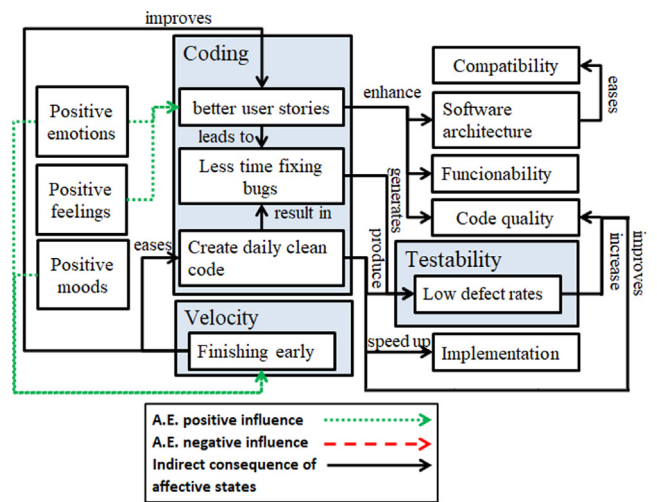 improves
Coding
Compatibility
eases
Positive
emotions
better user stories
enhance
Software
architecture
leads to
Less time fixing
bugs
Positive
feelings
Funcionability
generates
result in
Code quality
Positive
moods
eases
Create daily clean
code
produce
Testability
increase
improves
Low defect rates
Velocity
Finishing early
speed up
Implementation
A.E. positive influence
A.E. negative influence
Indirect consequence of
affective states